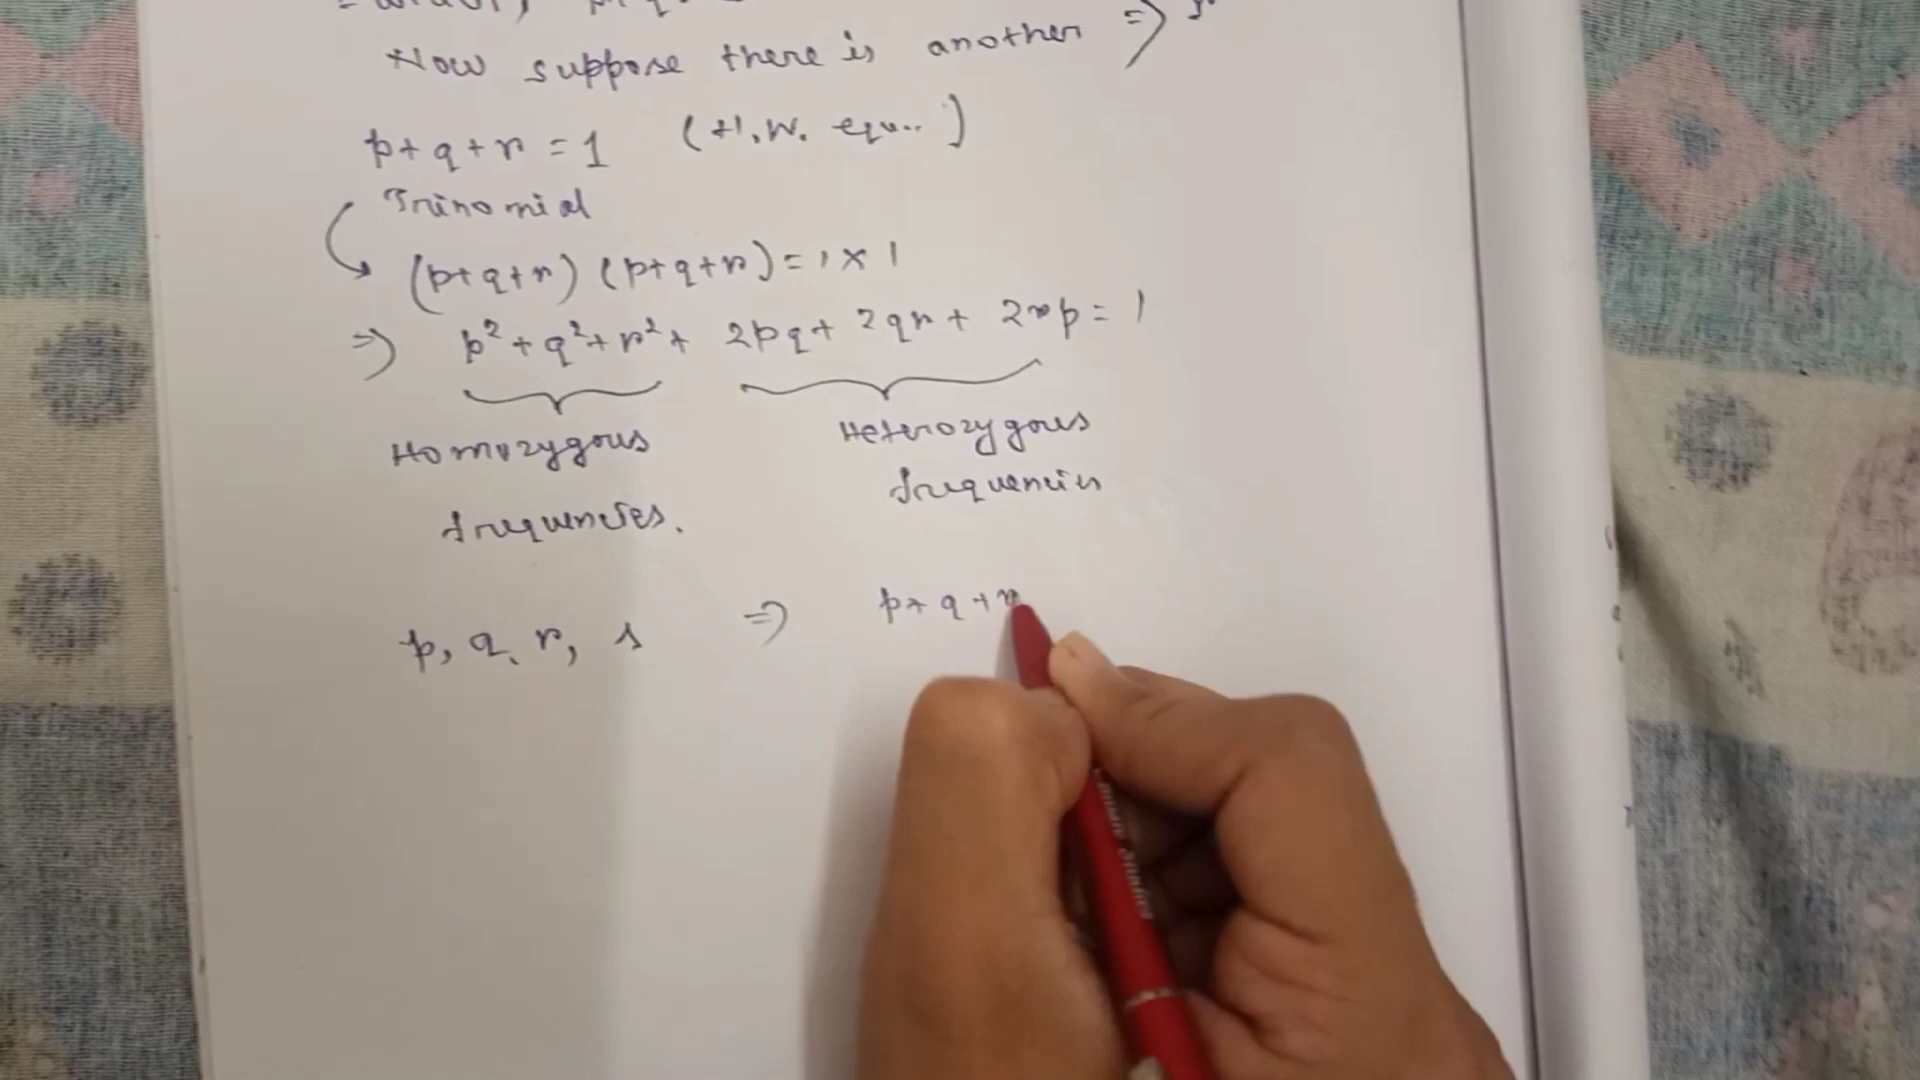 Now suppose there is another =>
p+q+r = 1 (H.W. equ..)
Trinomial
(p+q+r) (p+q+r) = 1 × 1
=> p² + q² + r² + 2pq + 2qr + 2rp = 1
Homozygous Heterozygous
frequencies. frequencies
p, q, r, s => p+q+r